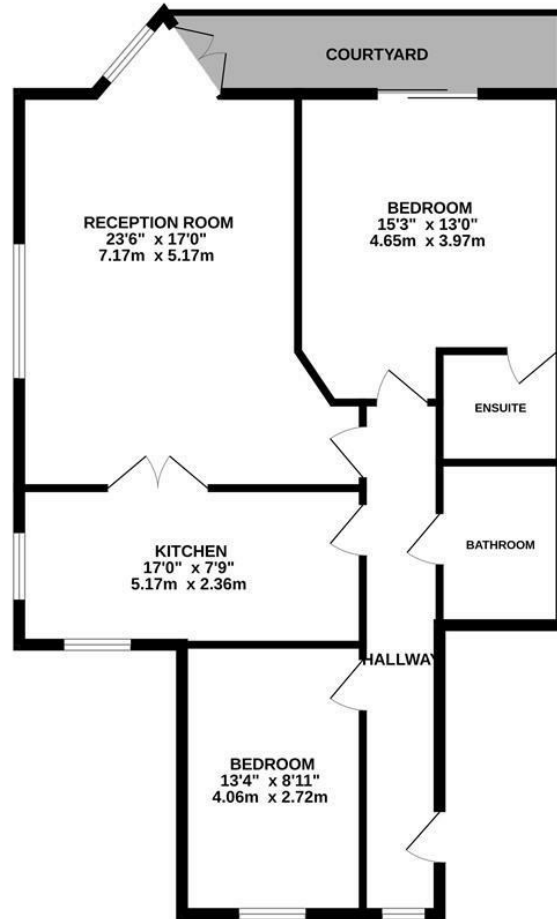 COURTYARD
RECEPTION ROOM
23'6" x 17'0"
7.17m x 5.17m
BEDROOM
15'3" x 13'0"
4.65m x 3.97m
ENSUITE
KITCHEN
17'0" x 7'9"
5.17m x 2.36m
BATHROOM
HALLWAY
BEDROOM
13'4" x 8'11"
4.06m x 2.72m